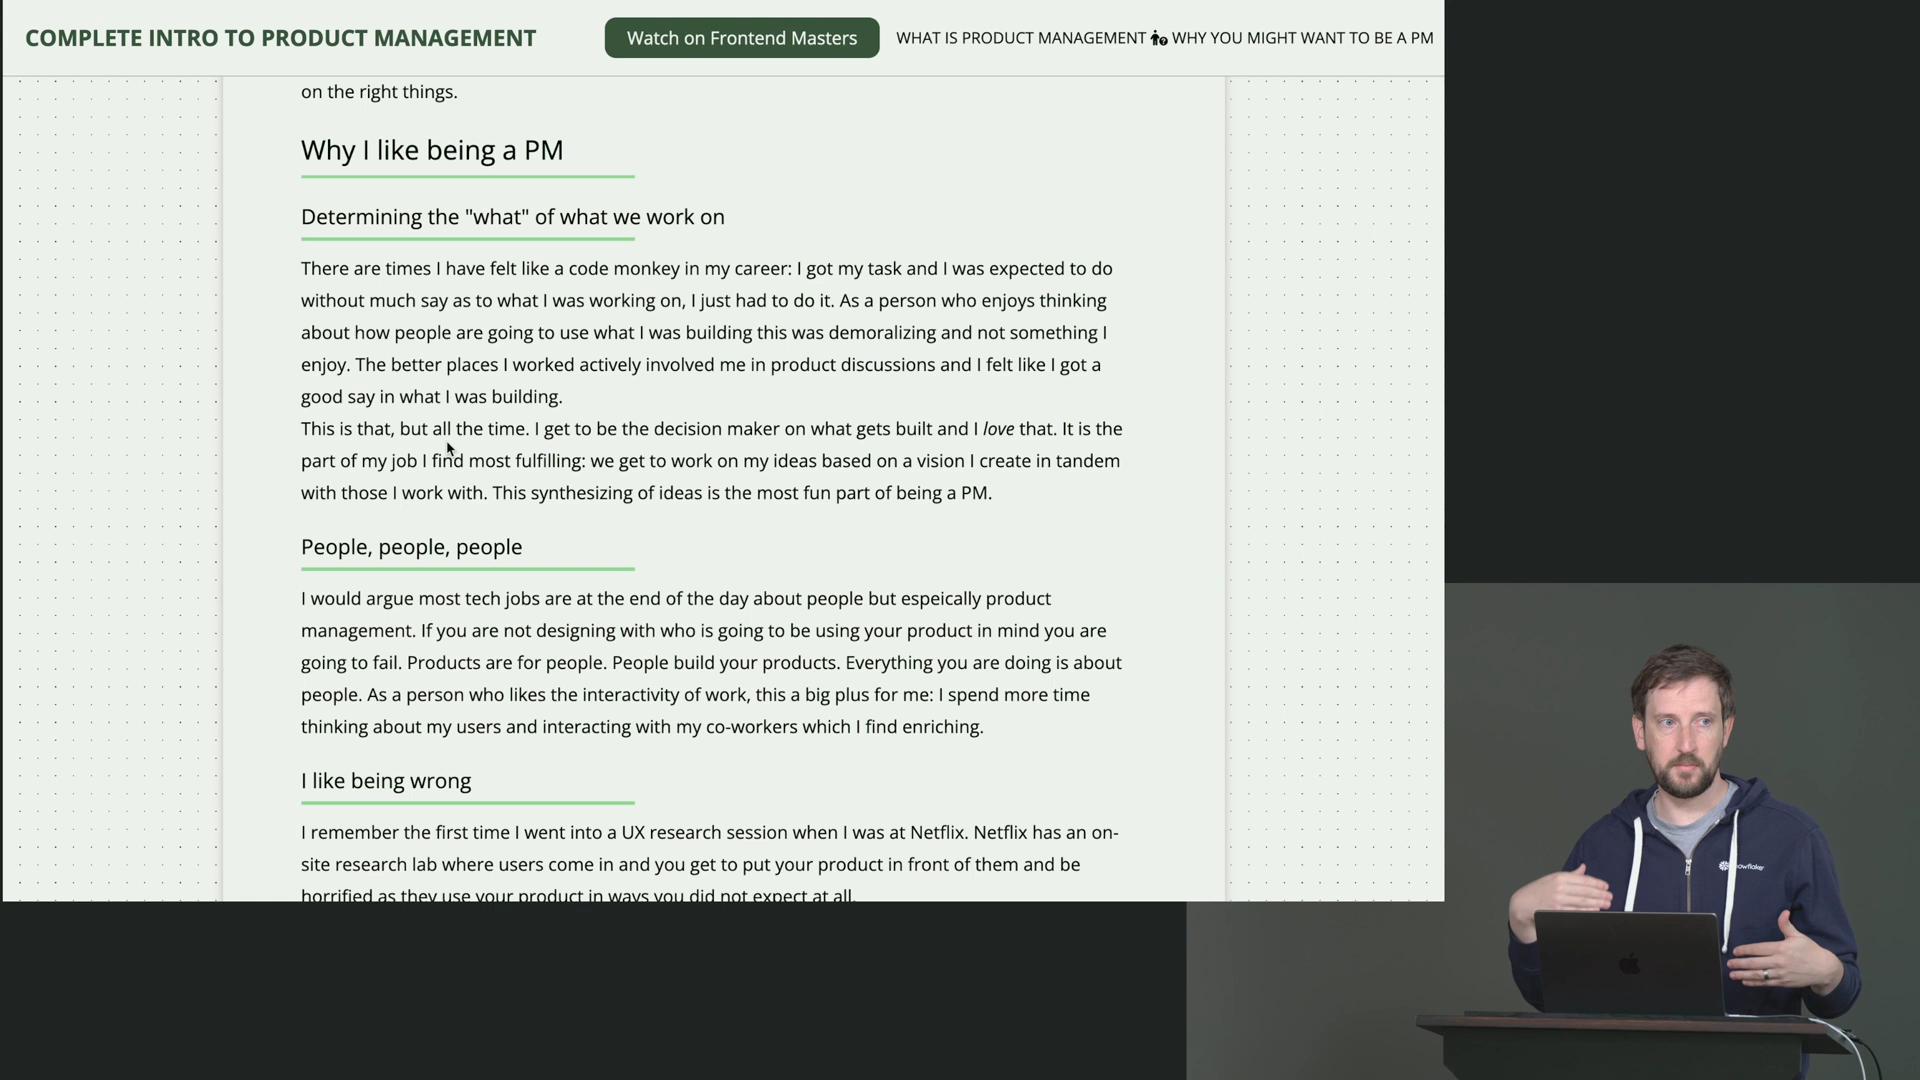 COMPLETE INTRO TO PRODUCT MANAGEMENT
Watch on Frontend Masters
WHAT IS PRODUCT MANAGEMENT WHY YOU MIGHT WANT TO BE A PM
on the right things.
Why I like being a PM
Determining the "what" of what we work on
There are times I have felt like a code monkey in my career: I got my task and I was expected to do
without much say as to what I was working on, I just had to do it. As a person who enjoys thinking
about how people are going to use what I was building this was demoralizing and not something I
enjoy. The better places I worked actively involved me in product discussions and I felt like I got a
good say in what I was building.
This is that, but all the time. I get to be the decision maker on what gets built and I love that. It is the
part of my job I find most fulfilling: we get to work on my ideas based on a vision I create in tandem
with those I work with. This synthesizing of ideas is the most fun part of being a PM.
People, people, people
I would argue most tech jobs are at the end of the day about people but espeically product
management. If you are not designing with who is going to be using your product in mind you are
going to fail. Products are for people. People build your products. Everything you are doing is about
people. As a person who likes the interactivity of work, this a big plus for me: I spend more time
thinking about my users and interacting with my co-workers which I find enriching.
I like being wrong
I remember the first time I went into a UX research session when I was at Netflix. Netflix has an on-
site research lab where users come in and you get to put your product in front of them and be
horrified as they use your product in ways you did not expect at all.